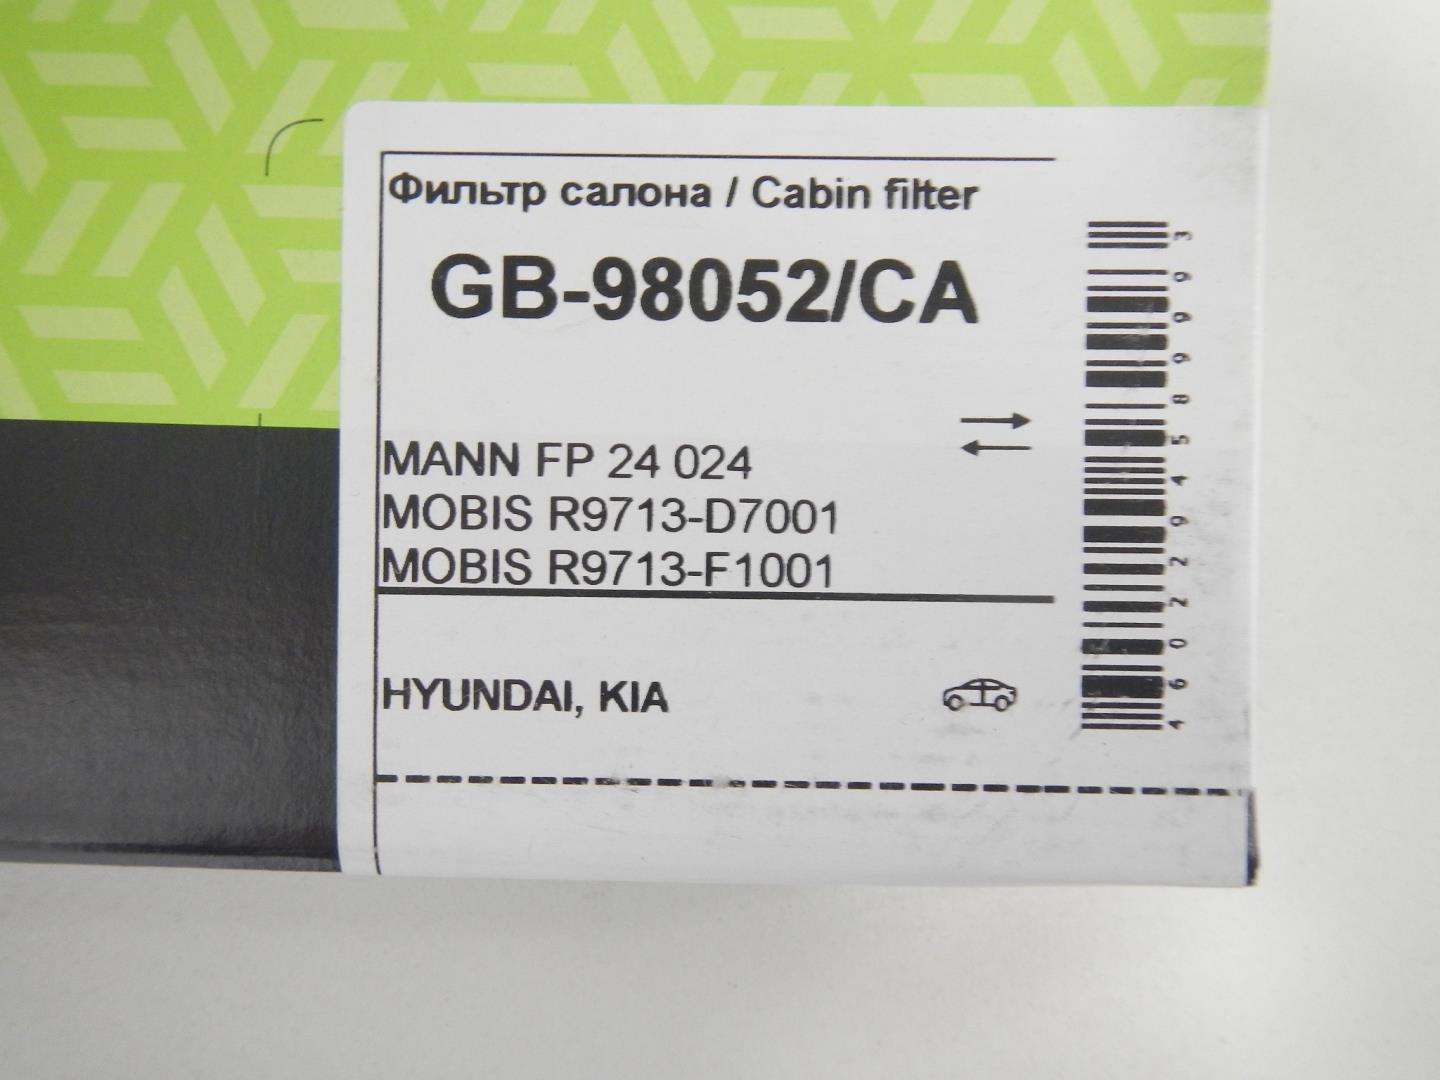 Фильтр салона / Cabin filter
GB-98052/CA
MANN FP 24 024
MOBIS R9713-D7001
MOBIS R9713-F1001
HYUNDAI, KIA
4602294589993